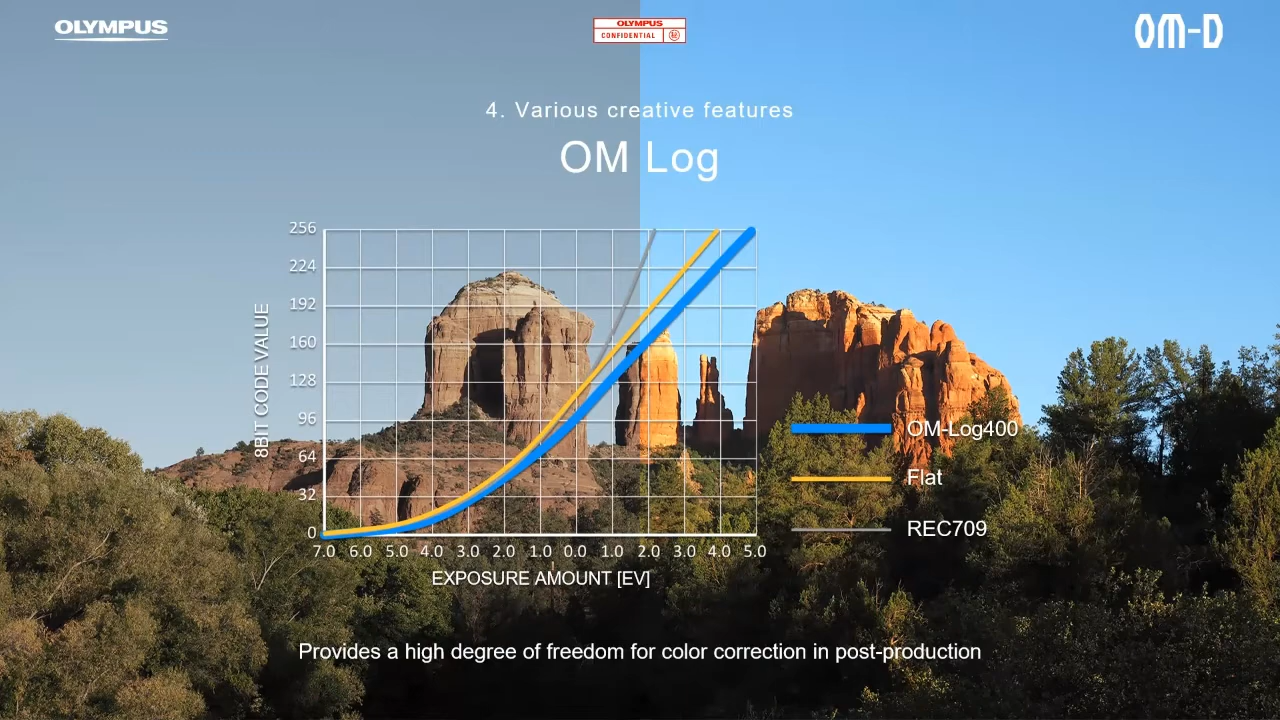 OLYMPUS
OLYMPUS
CONFIDENTIAL
OM-D
4. Various creative features
OM Log
256
224
192
160
128
96
64
32
0
8BIT CODE VALUE
7.0 6.0 5.0 4.0 3.0 2.0 1.0 0.0 1.0 2.0 3.0 4.0 5.0
EXPOSURE AMOUNT [EV]
OM-Log400
Flat
REC709
Provides a high degree of freedom for color correction in post-production